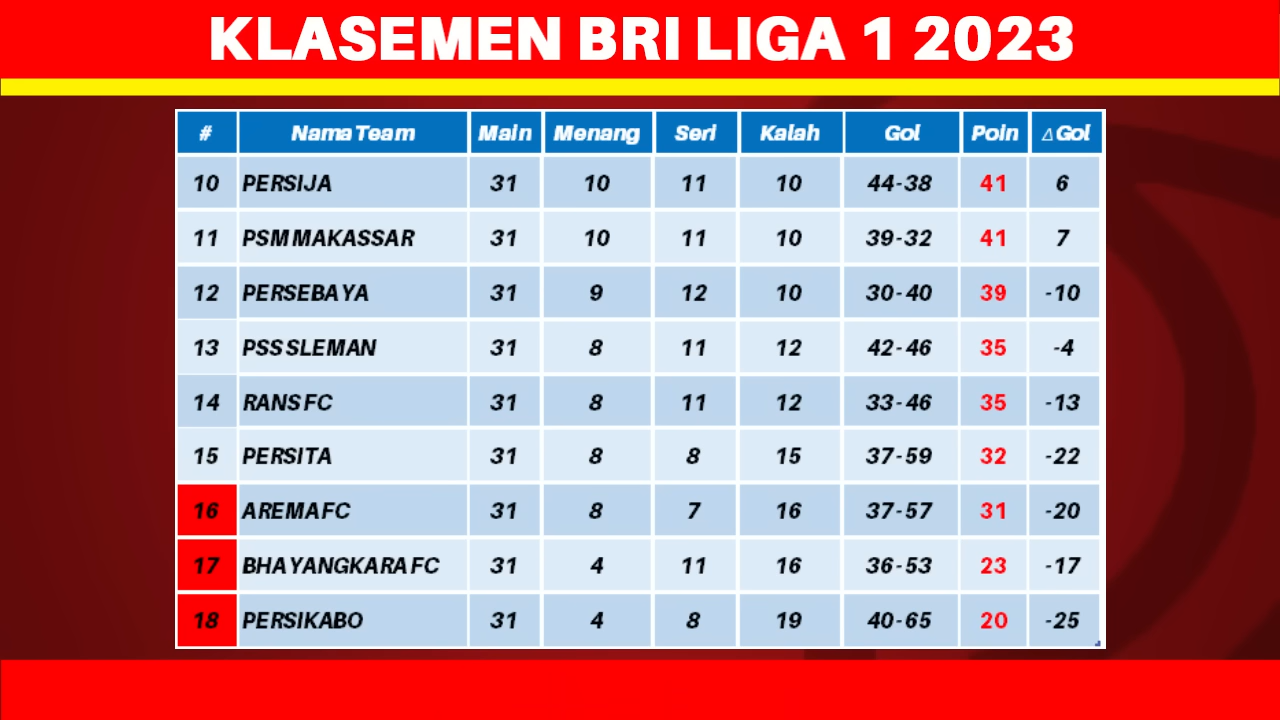 KLASEMEN BRI LIGA 1 2023
# Nama Team Main Menang Seri Kalah Gol Poin △ Gol
10 PERSIJA 31 10 11 10 44-38 41 6
11 PSM MAKASSAR 31 10 11 10 39-32 41 7
12 PERSEBAYA 31 9 12 10 30-40 39 -10
13 PSS SLEMAN 31 8 11 12 42-46 35 -4
14 RANS FC 31 8 11 12 33-46 35 -13
15 PERSITA 31 8 8 15 37-59 32 -22
16 AREMA FC 31 8 7 16 37-57 31 -20
17 BHAYANGKARA FC 31 4 11 16 36-53 23 -17
18 PERSIKABO 31 4 8 19 40-65 20 -25